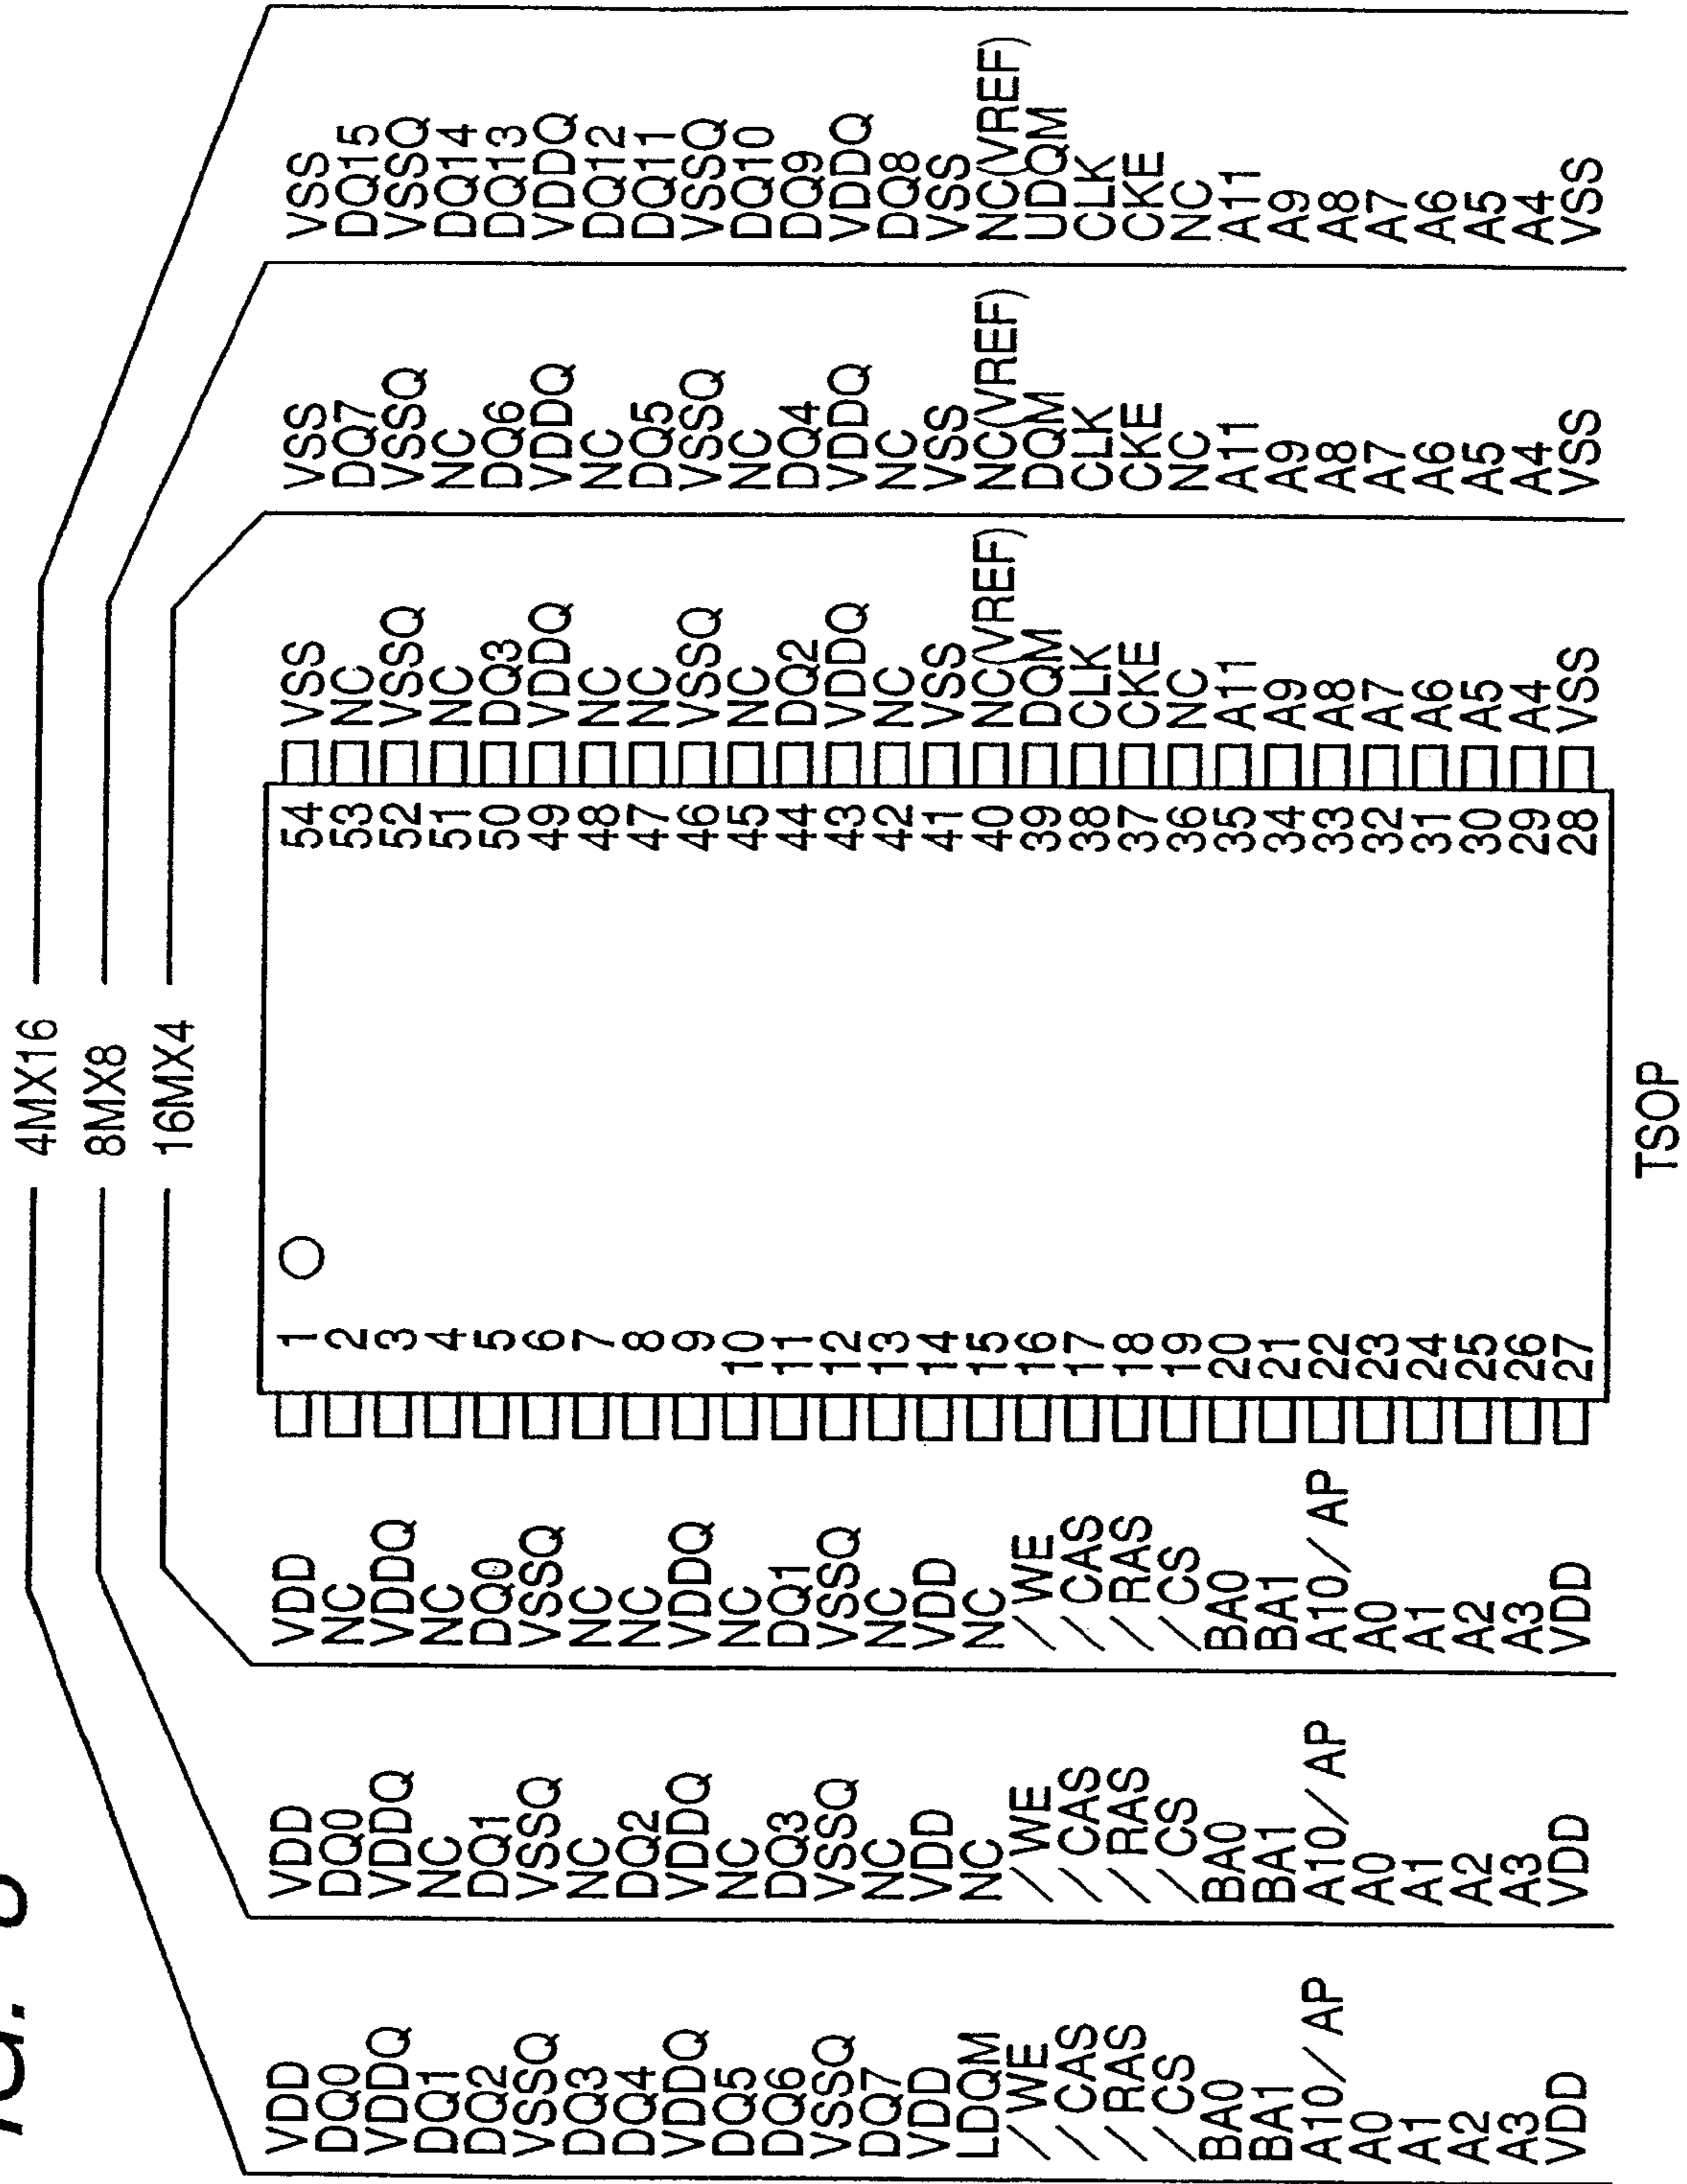 4MX16
8MX8
16MX4
VDD VDD VDD 1 54 VSS VSS VSS
DQ0 DQ0 NC 2 53 NC DQ7 DQ15
VDDQ VDDQ VDDQ 3 52 VSSQ VSSQ VSSQ
DQ1 NC NC 4 51 NC NC DQ14
DQ2 DQ1 DQ0 5 50 DQ3 DQ6 DQ13
VSSQ VSSQ VSSQ 6 49 VDDQ VDDQ VDDQ
DQ3 NC NC 7 48 NC NC DQ12
DQ4 DQ2 NC 8 47 NC DQ5 DQ11
VDDQ VDDQ VDDQ 9 46 VSSQ VSSQ VSSQ
DQ5 NC NC 10 45 NC NC DQ10
DQ6 DQ3 DQ1 11 44 DQ2 DQ4 DQ9
VSSQ VSSQ VSSQ 12 43 VDDQ VDDQ VDDQ
DQ7 NC NC 13 42 NC NC DQ8
VDD VDD VDD 14 41 VSS VSS VSS
LDQM NC NC 15 40 NC(VREF) NC(VREF) NC(VREF)
/WE /WE /WE 16 39 DQM DQM UDQM
/CAS /CAS /CAS 17 38 CLK CLK CLK
/RAS /RAS /RAS 18 37 CKE CKE CKE
/CS /CS /CS 19 36 NC NC NC
BA0 BA0 BA0 20 35 A11 A11 A11
BA1 BA1 BA1 21 34 A9 A9 A9
A10/AP A10/AP A10/AP 22 33 A8 A8 A8
A0 A0 A0 23 32 A7 A7 A7
A1 A1 A1 24 31 A6 A6 A6
A2 A2 A2 25 30 A5 A5 A5
A3 A3 A3 26 29 A4 A4 A4
VDD VDD VDD 27 28 VSS VSS VSS
TSOP